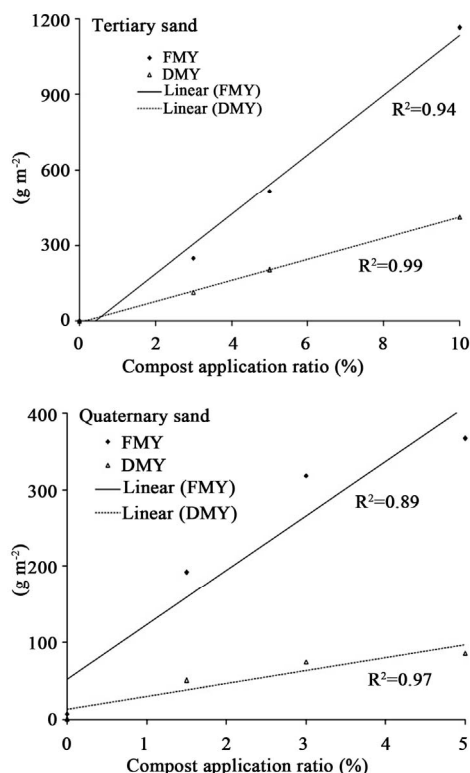 Tertiary sand
FMY
DMY
Linear (FMY)
Linear (DMY)
R²=0.94
R²=0.99
(g m⁻²)
1200
900
600
300
0
0 2 4 6 8 10
Compost application ratio (%)
Quaternary sand
FMY
DMY
Linear (FMY)
Linear (DMY)
R²=0.89
R²=0.97
(g m⁻²)
400
300
200
100
0
0 1 2 3 4 5
Compost application ratio (%)